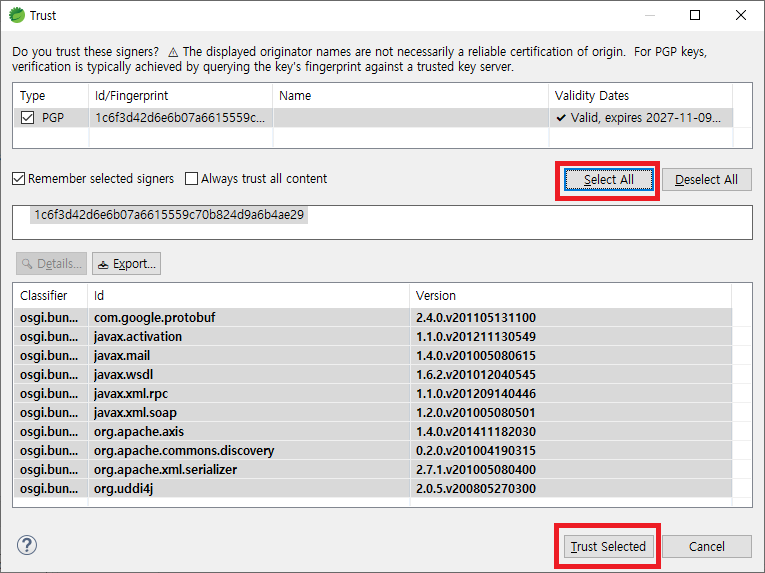 Trust
Do you trust these signers? ⚠ The displayed originator names are not necessarily a reliable certification of origin. For PGP keys,
verification is typically achieved by querying the key's fingerprint against a trusted key server.
Type Id/Fingerprint Name Validity Dates
PGP 1c6f3d42d6e6b07a6615559c... ✔ Valid, expires 2027-11-09...
Remember selected signers Always trust all content Select All Deselect All
1c6f3d42d6e6b07a6615559c70b824d9a6b4ae29
Details... Export...
Classifier Id Version
osgi.bun... com.google.protobuf 2.4.0.v201105131100
osgi.bun... javax.activation 1.1.0.v201211130549
osgi.bun... javax.mail 1.4.0.v201005080615
osgi.bun... javax.wsdl 1.6.2.v201012040545
osgi.bun... javax.xml.rpc 1.1.0.v201209140446
osgi.bun... javax.xml.soap 1.2.0.v201005080501
osgi.bun... org.apache.axis 1.4.0.v201411182030
osgi.bun... org.apache.commons.discovery 0.2.0.v201004190315
osgi.bun... org.apache.xml.serializer 2.7.1.v201005080400
osgi.bun... org.uddi4j 2.0.5.v200805270300
? Trust Selected Cancel